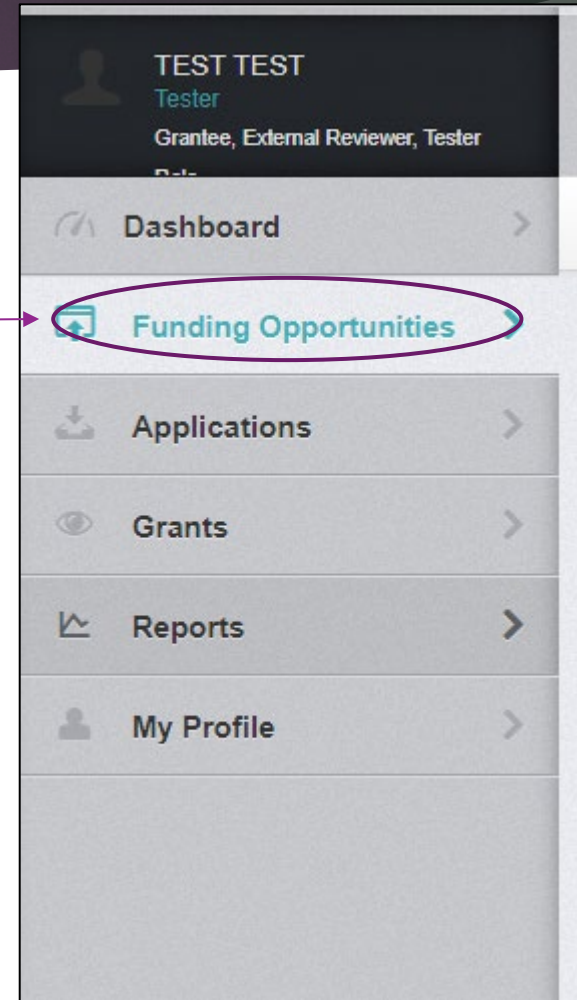 TEST TEST
Tester
Grantee, External Reviewer, Tester
Dashboard
Funding Opportunities
Applications
Grants
Reports
My Profile